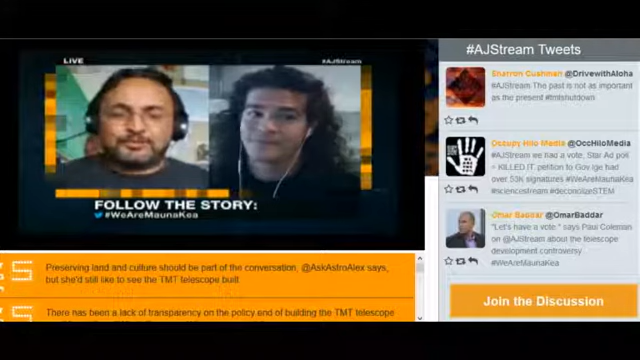 LIVE
#AJStream
FOLLOW THE STORY:
#WeAreMaunaKea
Preserving land and culture should be part of the conversation, @AskAstroAlex says,
but she'd still like to see the TMT telescope built
There has been a lack of transparency on the policy end of building the TMT telescope
#AJStream Tweets
Sharron Cushman @DrivewithAloha
#AJStream The past is not as important
as the present #tmtshutdown
Occupy Hilo Media @OccHiloMedia
#AJStream we had a vote. Star Ad poll
= KILLED IT. petition to Gov Ige had
over 53K signatures #WeAreMaunaKea
#sciencestream #decolonizeSTEM
Omar Baddar @OmarBaddar
"Let's have a vote." says Paul Coleman
on @AJStream about the telescope
development controversy.
#WeAreMaunaKea
Join the Discussion